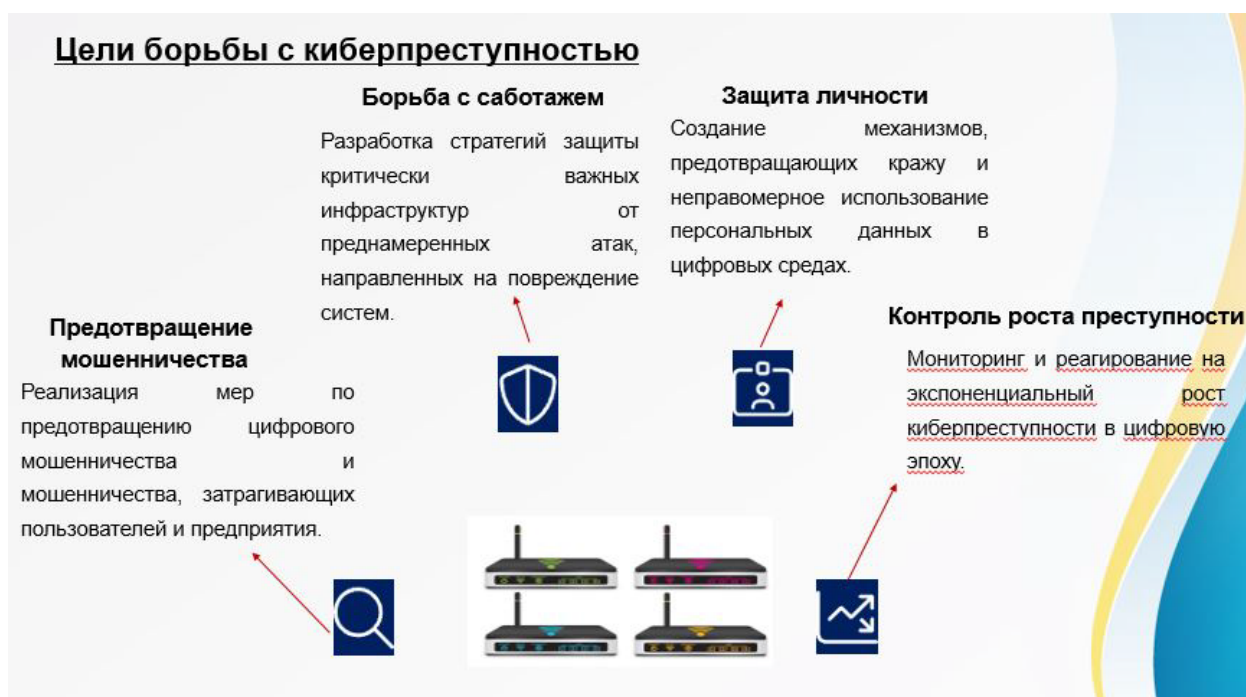 Цели борьбы с киберпреступностью
Борьба с саботажем
Разработка стратегий защиты
критически важных
инфраструктур от
преднамеренных атак,
направленных на повреждение
систем.
Защита личности
Создание механизмов,
предотвращающих кражу и
неправомерное использование
персональных данных в
цифровых средах.
Предотвращение
мошенничества
Реализация мер по
предотвращению цифрового
мошенничества и
мошенничества, затрагивающих
пользователей и предприятия.
Контроль роста преступности
Мониторинг и реагирование на
экспоненциальный рост
киберпреступности в цифровую
эпоху.